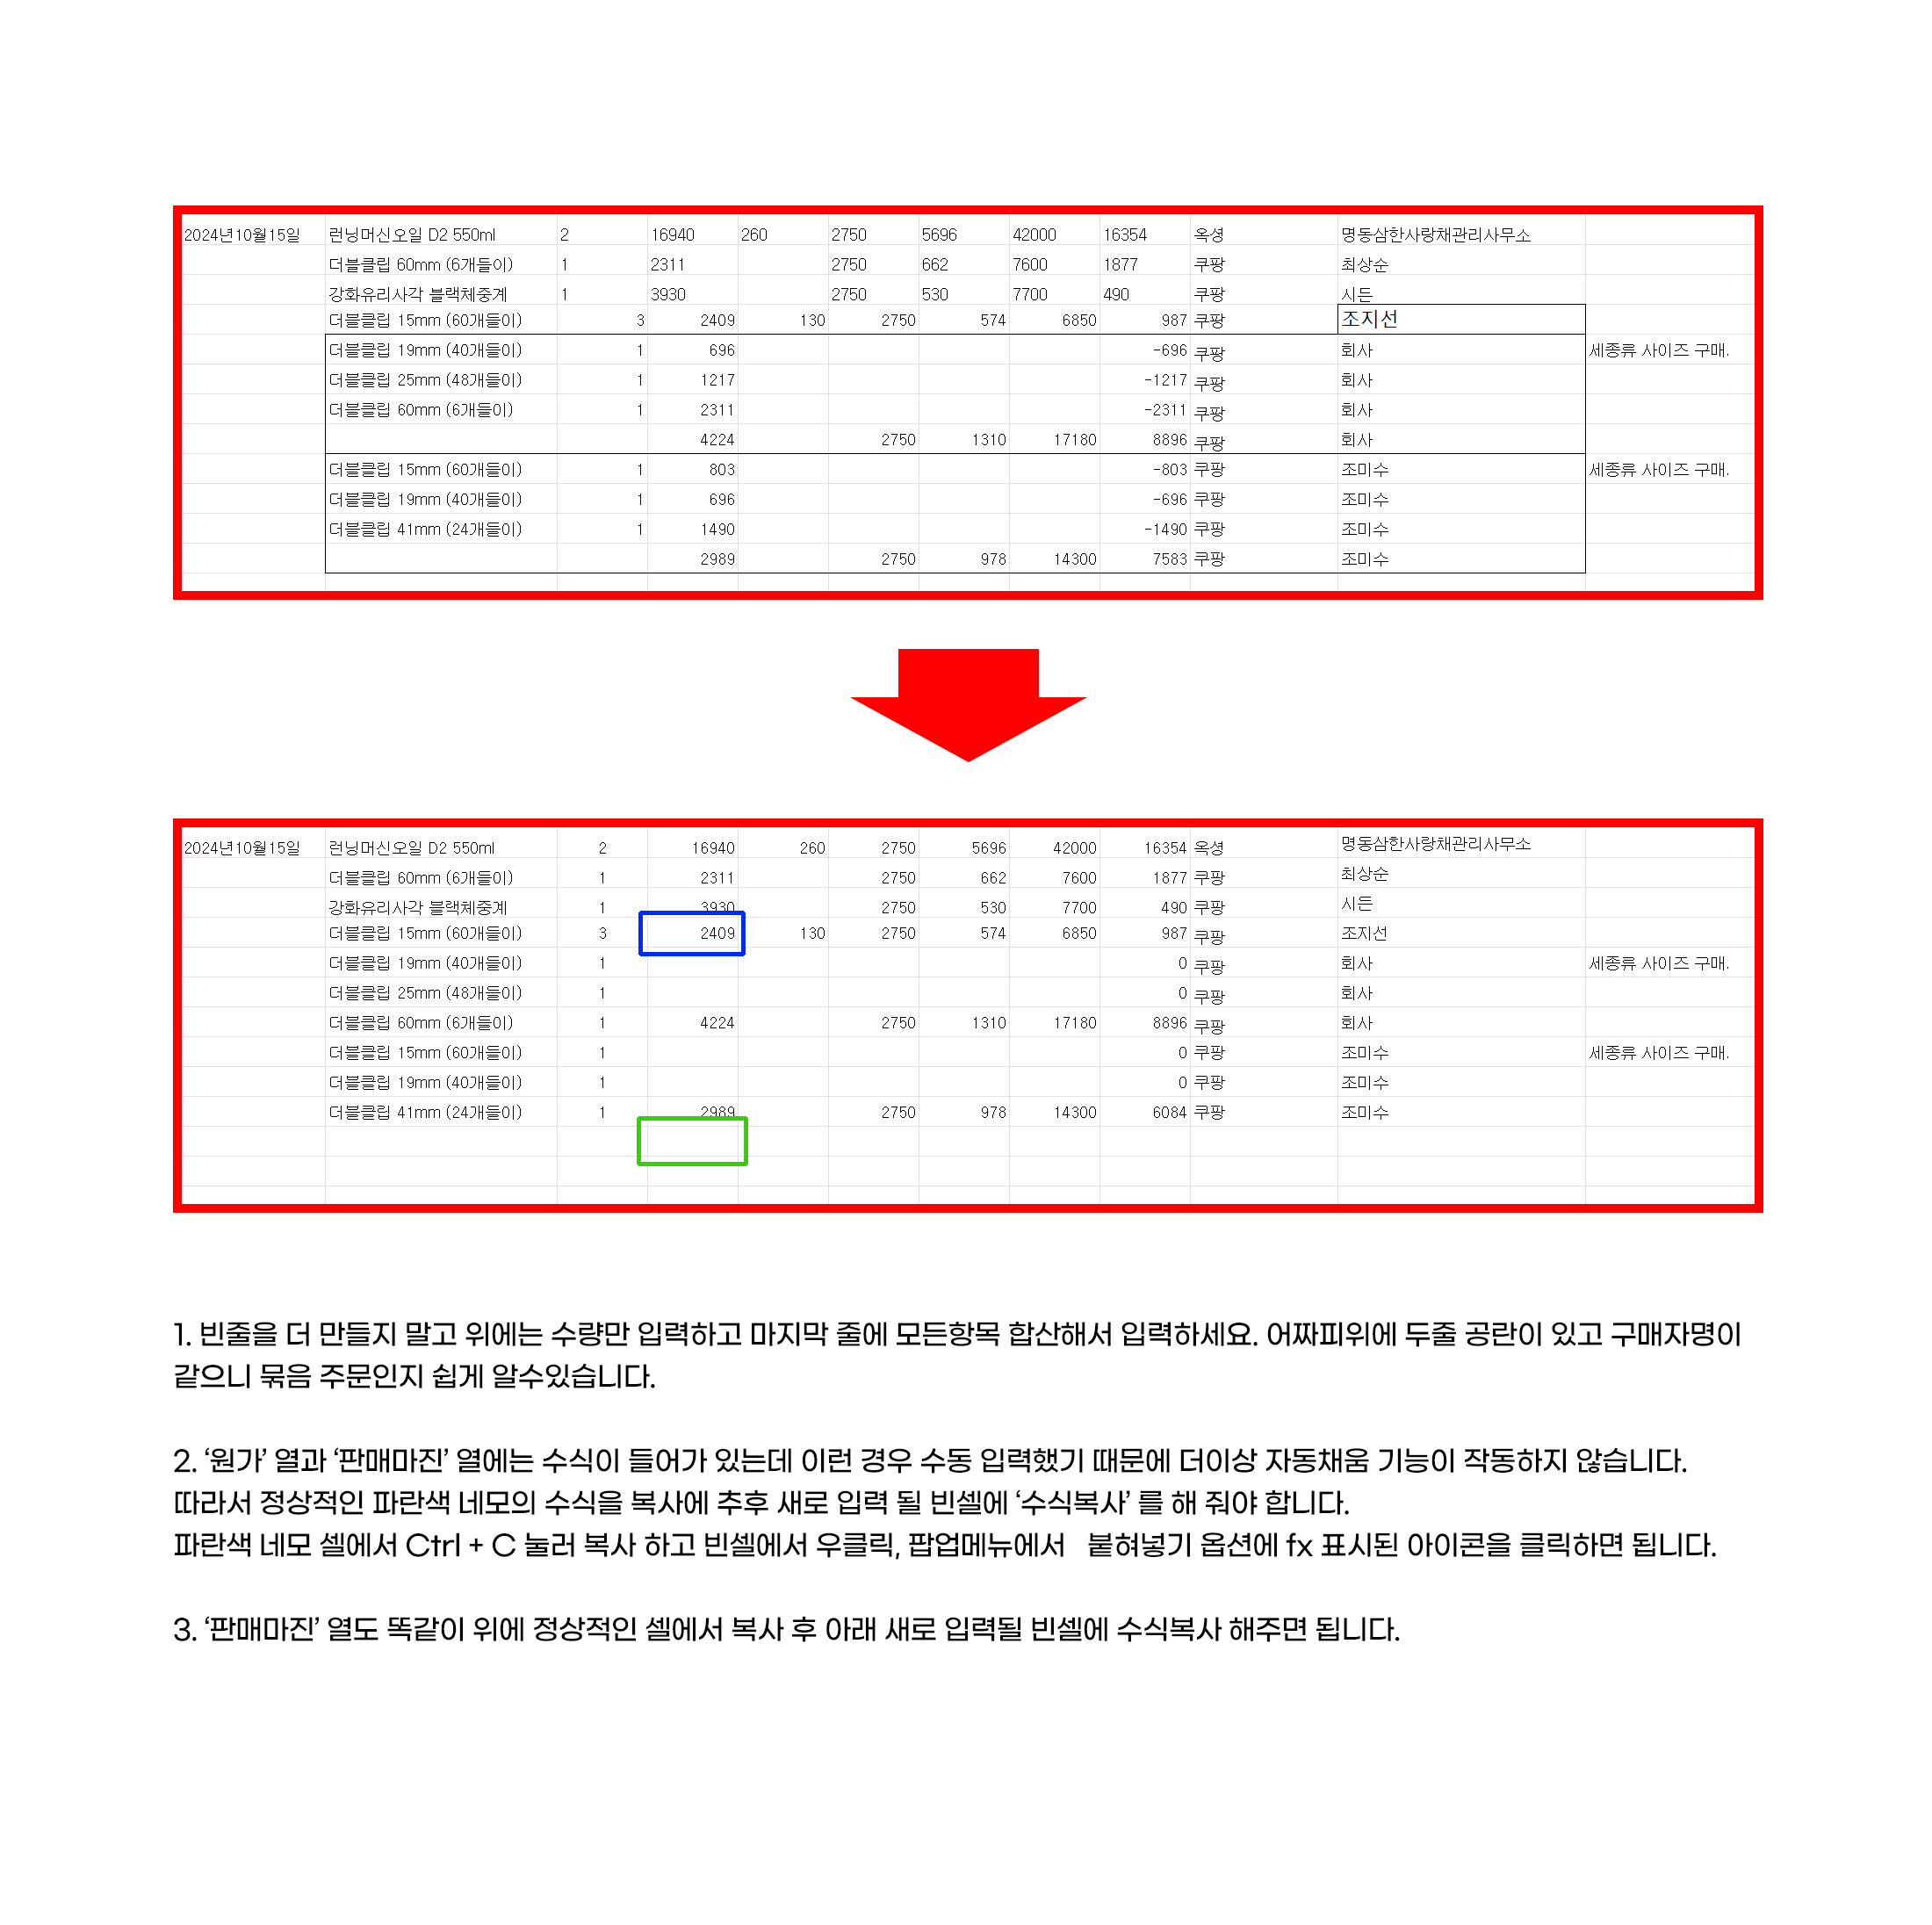 2024년10월15일 런닝머신오일 D2 550ml 2 16940 260 2750 5696 42000 16354 옥션 명동삼한사랑채관리사무소
더블클립 60mm (6개들이) 1 2311 2750 662 7600 1877 쿠팡 최상순
강화유리사각 블랙체중계 1 3930 2750 530 7700 490 쿠팡 시든
더블클립 15mm (60개들이) 3 2409 130 2750 574 6850 987 쿠팡 조지선
더블클립 19mm (40개들이) 1 696 -696 쿠팡 회사 세종류 사이즈 구매.
더블클립 25mm (48개들이) 1 1217 -1217 쿠팡 회사
더블클립 60mm (6개들이) 1 2311 -2311 쿠팡 회사
4224 2750 1310 17180 8896 쿠팡 회사
더블클립 15mm (60개들이) 1 803 -803 쿠팡 조미수 세종류 사이즈 구매.
더블클립 19mm (40개들이) 1 696 -696 쿠팡 조미수
더블클립 41mm (24개들이) 1 1490 -1490 쿠팡 조미수
2989 2750 978 14300 7583 쿠팡 조미수
2024년10월15일 런닝머신오일 D2 550ml 2 16940 260 2750 5696 42000 16354 옥션 명동삼한사랑채관리사무소
더블클립 60mm (6개들이) 1 2311 2750 662 7600 1877 쿠팡 최상순
강화유리사각 블랙체중계 1 3930 2750 530 7700 490 쿠팡 시든
더블클립 15mm (60개들이) 3 2409 130 2750 574 6850 987 쿠팡 조지선
더블클립 19mm (40개들이) 1 0 쿠팡 회사 세종류 사이즈 구매.
더블클립 25mm (48개들이) 1 0 쿠팡 회사
더블클립 60mm (6개들이) 1 4224 2750 1310 17180 8896 쿠팡 회사
더블클립 15mm (60개들이) 1 0 쿠팡 조미수 세종류 사이즈 구매.
더블클립 19mm (40개들이) 1 0 쿠팡 조미수
더블클립 41mm (24개들이) 1 2989 2750 978 14300 6084 쿠팡 조미수
1. 빈줄을 더 만들지 말고 위에는 수량만 입력하고 마지막 줄에 모든항목 합산해서 입력하세요. 어짜피위에 두줄 공란이 있고 구매자명이
같으니 묶음 주문인지 쉽게 알수있습니다.
2. ‘원가’ 열과 ‘판매마진’ 열에는 수식이 들어가 있는데 이런 경우 수동 입력했기 때문에 더이상 자동채움 기능이 작동하지 않습니다.
따라서 정상적인 파란색 네모의 수식을 복사에 추후 새로 입력 될 빈셀에 ‘수식복사’ 를 해 줘야 합니다.
파란색 네모 셀에서 Ctrl + C 눌러 복사 하고 빈셀에서 우클릭, 팝업메뉴에서 붙혀넣기 옵션에 fx 표시된 아이콘을 클릭하면 됩니다.
3. ‘판매마진’ 열도 똑같이 위에 정상적인 셀에서 복사 후 아래 새로 입력될 빈셀에 수식복사 해주면 됩니다.